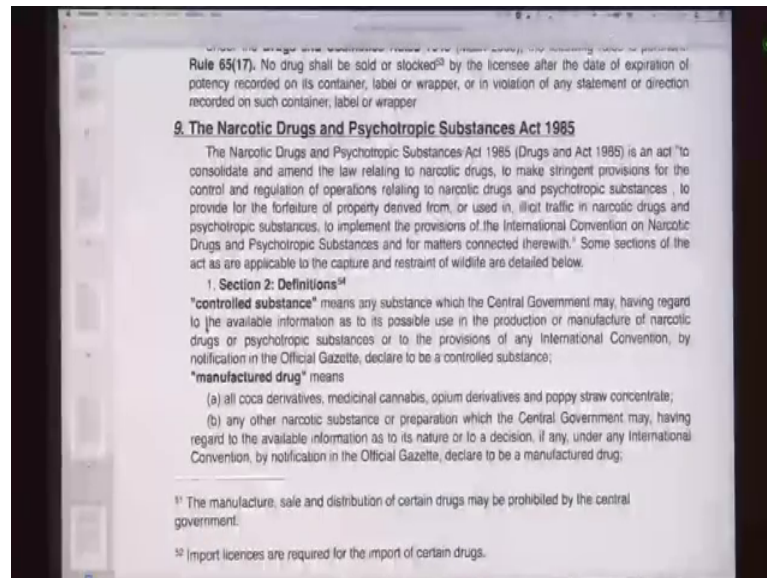 Rule 65(17). No drug shall be sold or stocked⁵³ by the licensee after the date of expiration of
potency recorded on its container, label or wrapper, or in violation of any statement or direction
recorded on such container, label or wrapper
9. The Narcotic Drugs and Psychotropic Substances Act 1985
The Narcotic Drugs and Psychotropic Substances Act 1985 (Drugs and Act 1985) is an act "to
consolidate and amend the law relating to narcotic drugs, to make stringent provisions for the
control and regulation of operations relating to narcotic drugs and psychotropic substances , to
provide for the forfeiture of property derived from, or used in, illicit traffic in narcotic drugs and
psychotropic substances, to implement the provisions of the International Convention on Narcotic
Drugs and Psychotropic Substances and for matters connected therewith." Some sections of the
act as are applicable to the capture and restraint of wildlife are detailed below.
1. Section 2: Definitions⁵⁴
"controlled substance" means any substance which the Central Government may, having regard
to the available information as to its possible use in the production or manufacture of narcotic
drugs or psychotropic substances or to the provisions of any International Convention, by
notification in the Official Gazette, declare to be a controlled substance;
"manufactured drug" means
(a) all coca derivatives, medicinal cannabis, opium derivatives and poppy straw concentrate;
(b) any other narcotic substance or preparation which the Central Government may, having
regard to the available information as to its nature or to a decision, if any, under any International
Convention, by notification in the Official Gazette, declare to be a manufactured drug;
⁵¹ The manufacture, sale and distribution of certain drugs may be prohibited by the central
government.
⁵² Import licences are required for the import of certain drugs.